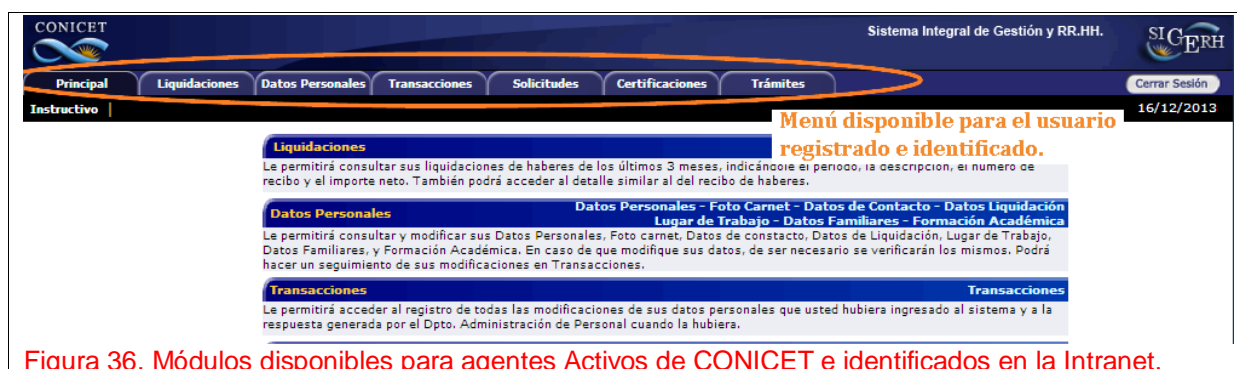 CONICET
Sistema Integral de Gestión y RR.HH.
SIGERH
Principal Liquidaciones Datos Personales Transacciones Solicitudes Certificaciones Trámites Cerrar Sesión
Instructivo 16/12/2013
Menú disponible para el usuario
registrado e identificado.
Liquidaciones
Le permitirá consultar sus liquidaciones de haberes de los últimos 3 meses, indicándole el período, la descripción, el número de
recibo y el importe neto. También podrá acceder al detalle similar al del recibo de haberes.
Datos Personales Datos Personales - Foto Carnet - Datos de Contacto - Datos Liquidación
Lugar de Trabajo - Datos Familiares - Formación Académica
Le permitirá consultar y modificar sus Datos Personales, Foto carnet, Datos de constacto, Datos de Liquidación, Lugar de Trabajo,
Datos Familiares, y Formación Académica. En caso de que modifique sus datos, de ser necesario se verificarán los mismos. Podrá
hacer un seguimiento de sus modificaciones en Transacciones.
Transacciones Transacciones
Le permitirá acceder al registro de todas las modificaciones de sus datos personales que usted hubiera ingresado al sistema y a la
respuesta generada por el Dpto. Administración de Personal cuando la hubiera.
Figura 36. Módulos disponibles para agentes Activos de CONICET e identificados en la Intranet.